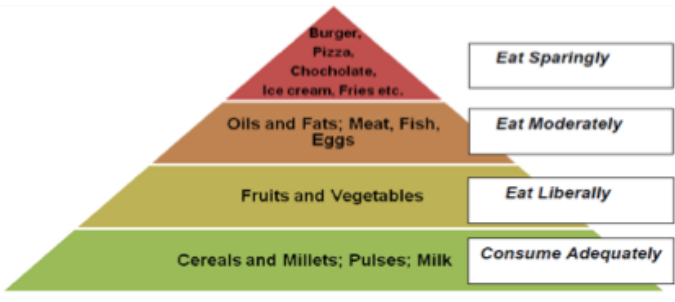 Burger,
Pizza,
Chocholate,
Ice cream, Fries etc.
Eat Sparingly
Oils and Fats; Meat, Fish,
Eggs
Eat Moderately
Fruits and Vegetables
Eat Liberally
Cereals and Millets; Pulses; Milk
Consume Adequately